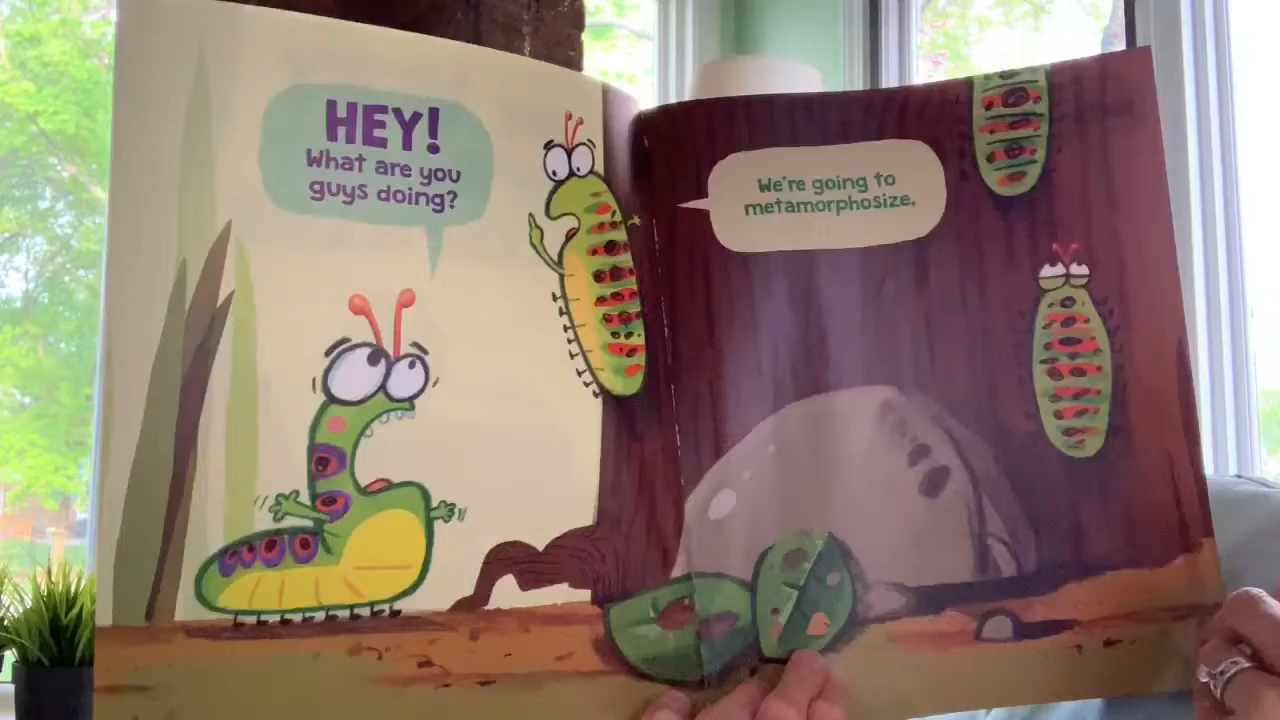 HEY!
What are you
guys doing?
We're going to
metamorphosize.